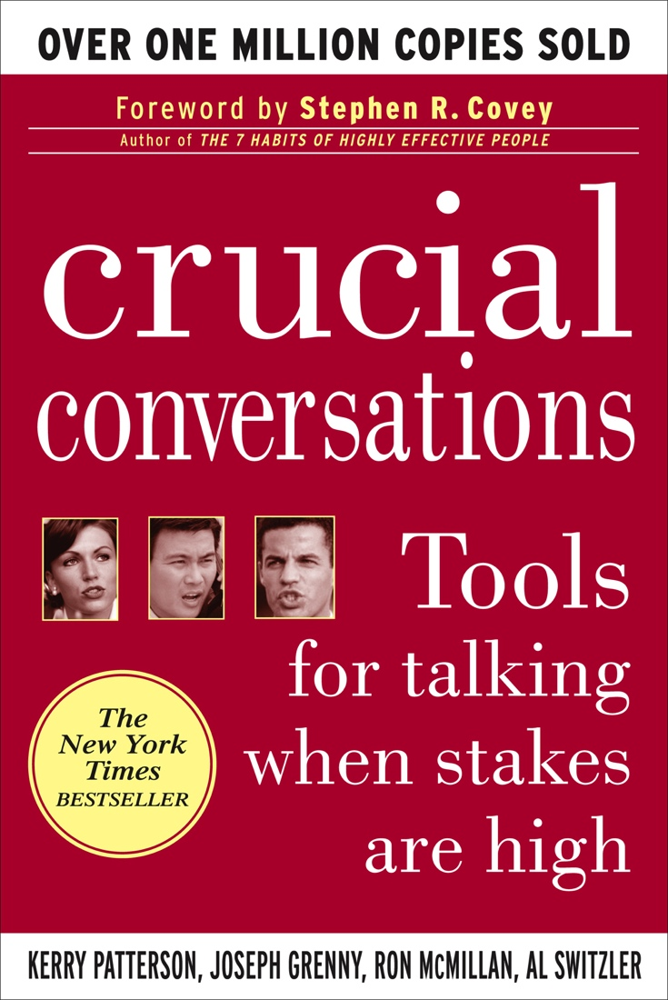 OVER ONE MILLION COPIES SOLD
Foreword by Stephen R. Covey
Author of THE 7 HABITS OF HIGHLY EFFECTIVE PEOPLE
crucial
conversations
Tools
for talking
when stakes
are high
The
New York
Times
BESTSELLER
KERRY PATTERSON, JOSEPH GRENNY, RON McMILLAN, AL SWITZLER